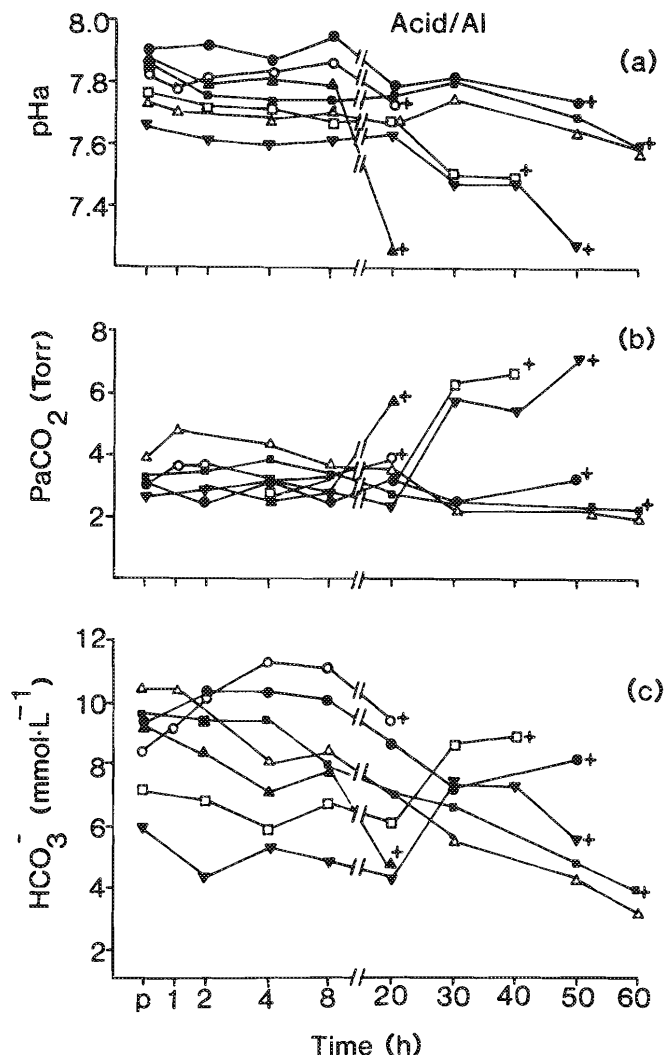 Acid/Al
(a)
pHa
8.0
7.8
7.6
7.4
(b)
PaCO2 (Torr)
8
6
4
2
(c)
HCO3- (mmol·L-1)
12
10
8
6
4
2
p 1 2 4 8 20 30 40 50 60
Time (h)